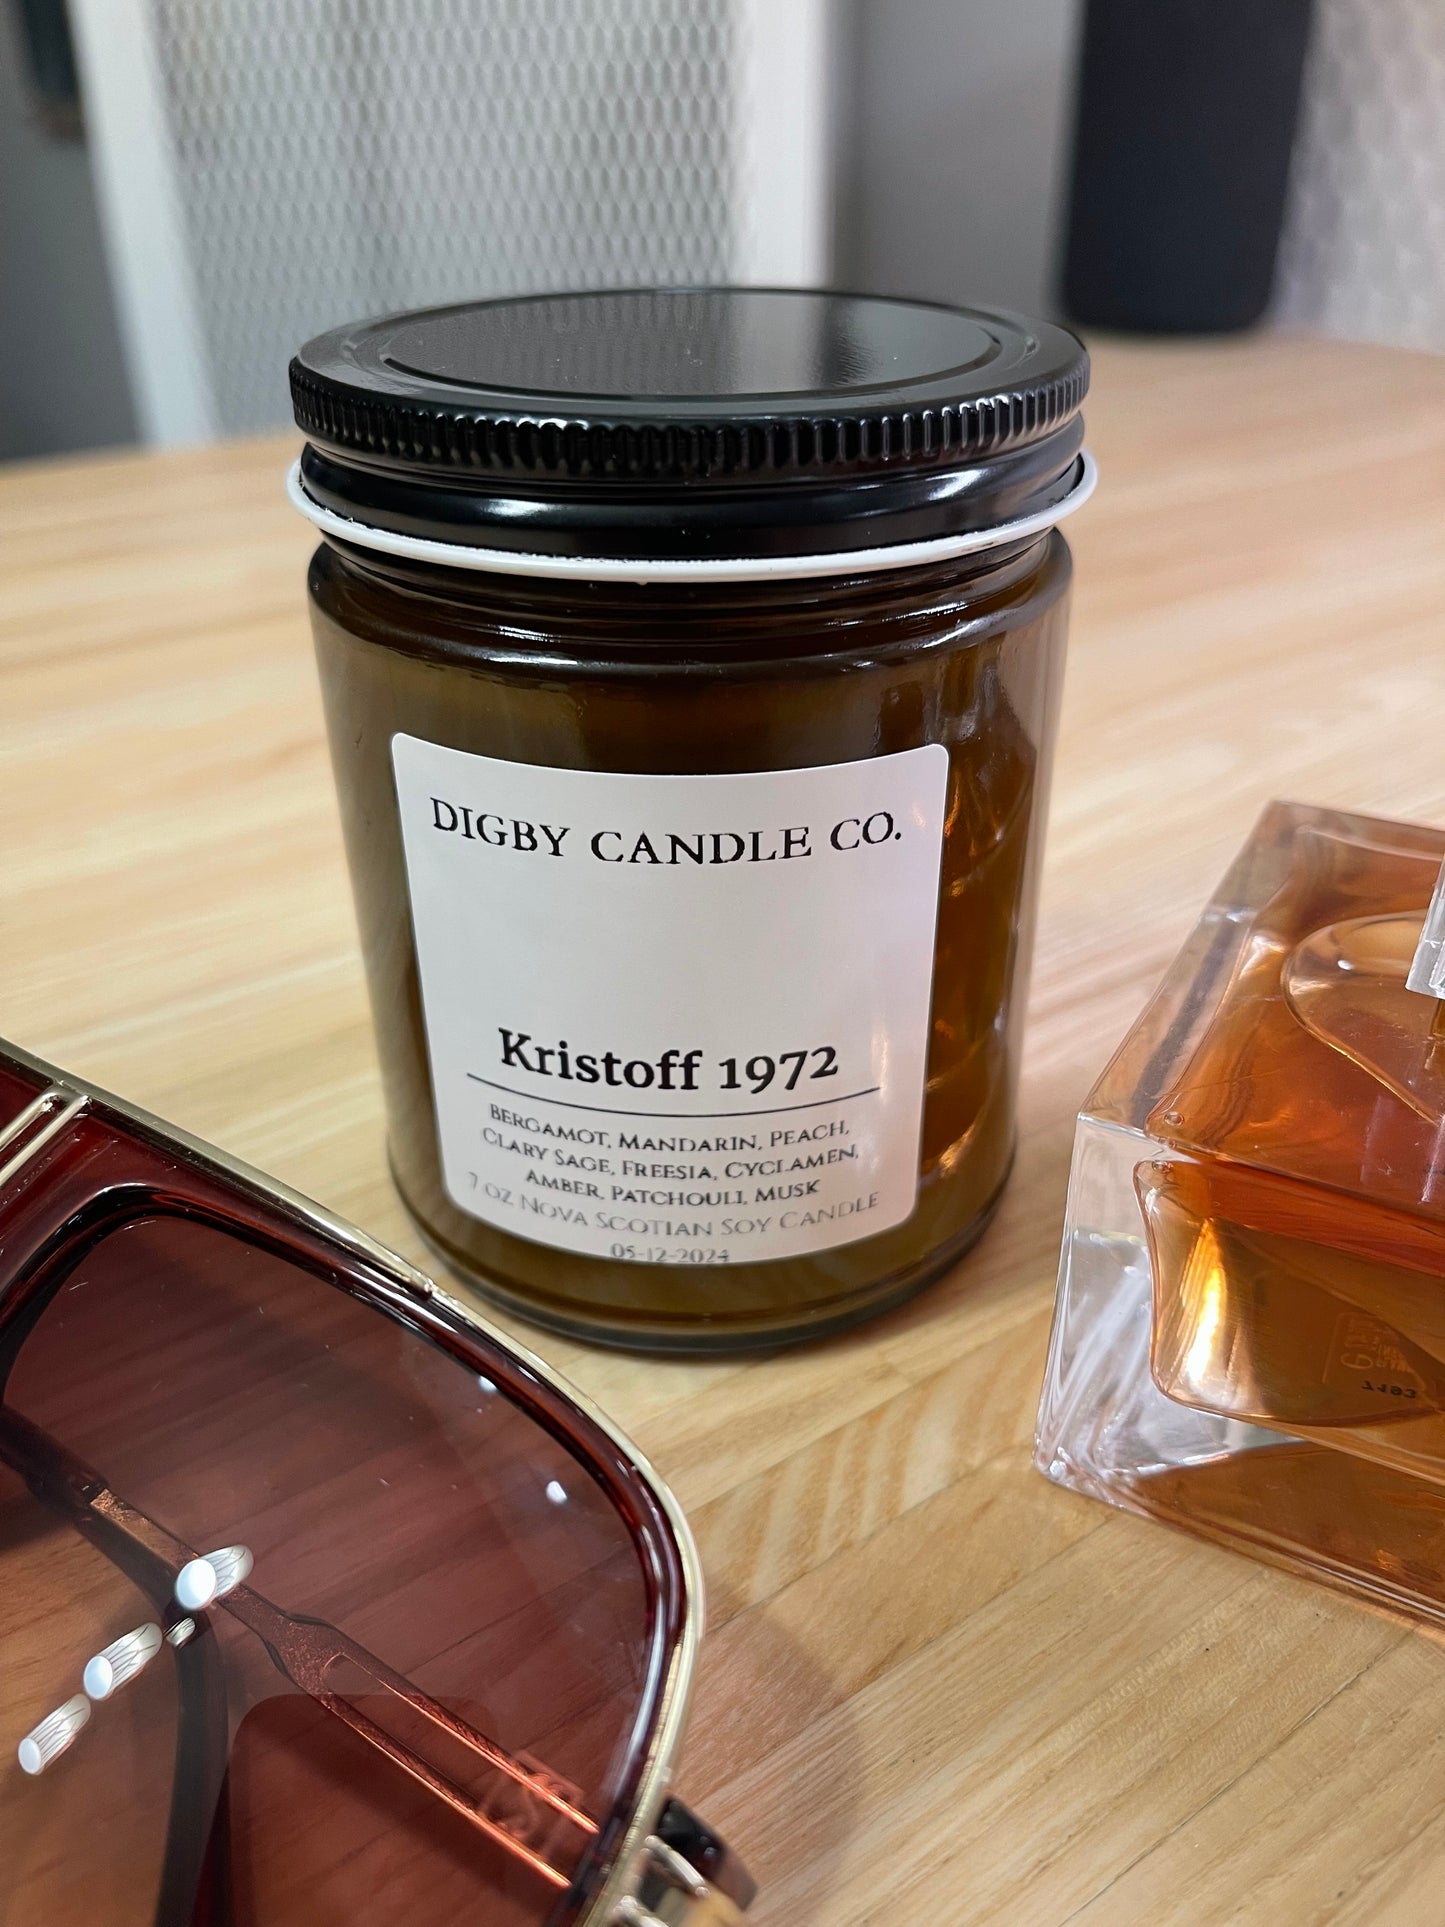 DIGBY CANDLE CO.
Kristoff 1972
BERGAMOT, MANDARIN, PEACH,
CLARY SAGE, FREESIA, CYCLAMEN,
AMBER, PATCHOULI, MUSK
7 OZ NOVA SCOTIAN SOY CANDLE
05-12-2024
7193